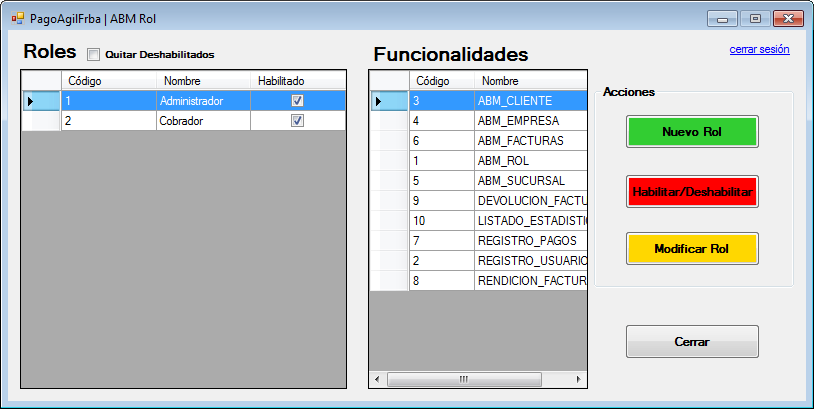 PagoAgilFrba | ABM Rol
Roles
Quitar Deshabilitados
Código Nombre Habilitado
1 Administrador
2 Cobrador
Funcionalidades
Código Nombre
3 ABM_CLIENTE
4 ABM_EMPRESA
6 ABM_FACTURAS
1 ABM_ROL
5 ABM_SUCURSAL
9 DEVOLUCION_FACTU
10 LISTADO_ESTADISTI
7 REGISTRO_PAGOS
2 REGISTRO_USUARIO
8 RENDICION_FACTUR
cerrar sesión
Acciones
Nuevo Rol
Habilitar/Deshabilitar
Modificar Rol
Cerrar